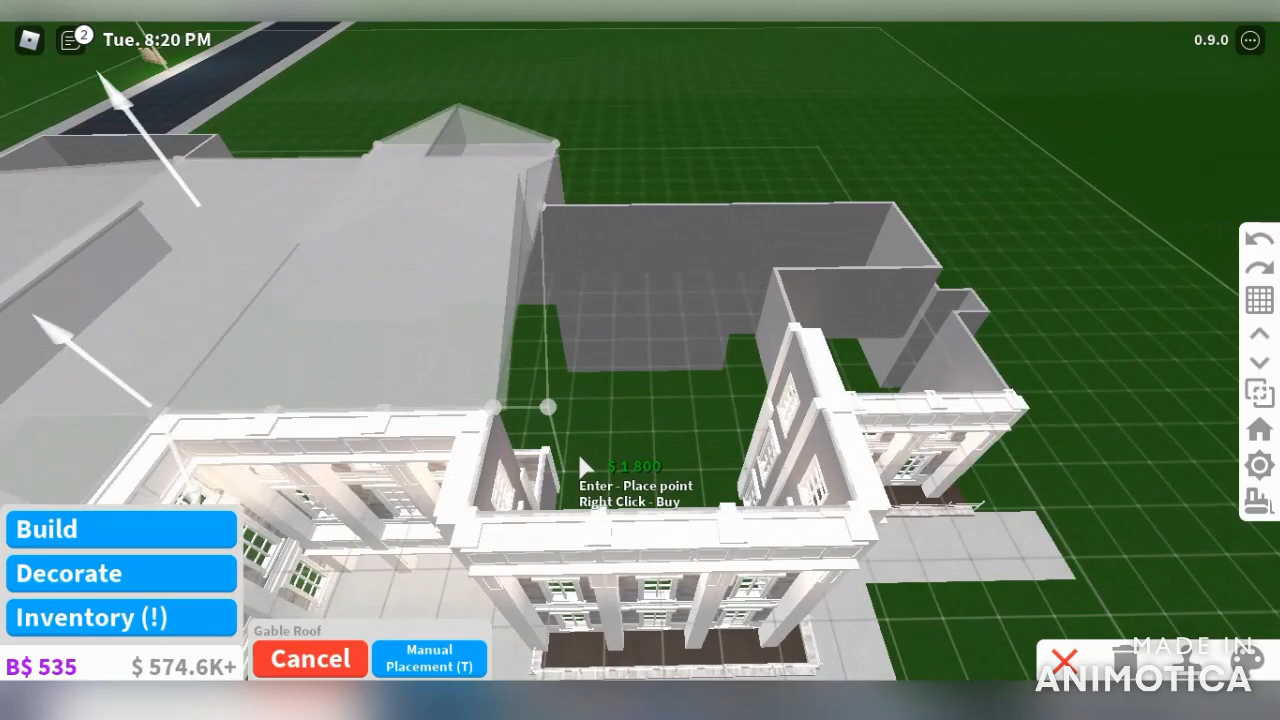 2
Tue. 8:20 PM
0.9.0
$ 1,800
Enter - Place point
Right Click - Buy
Build
Decorate
Inventory (!)
B$ 535
$ 574.6K+
Gable Roof
Cancel
Manual
Placement (T)
MADE IN
ANIMOTICA